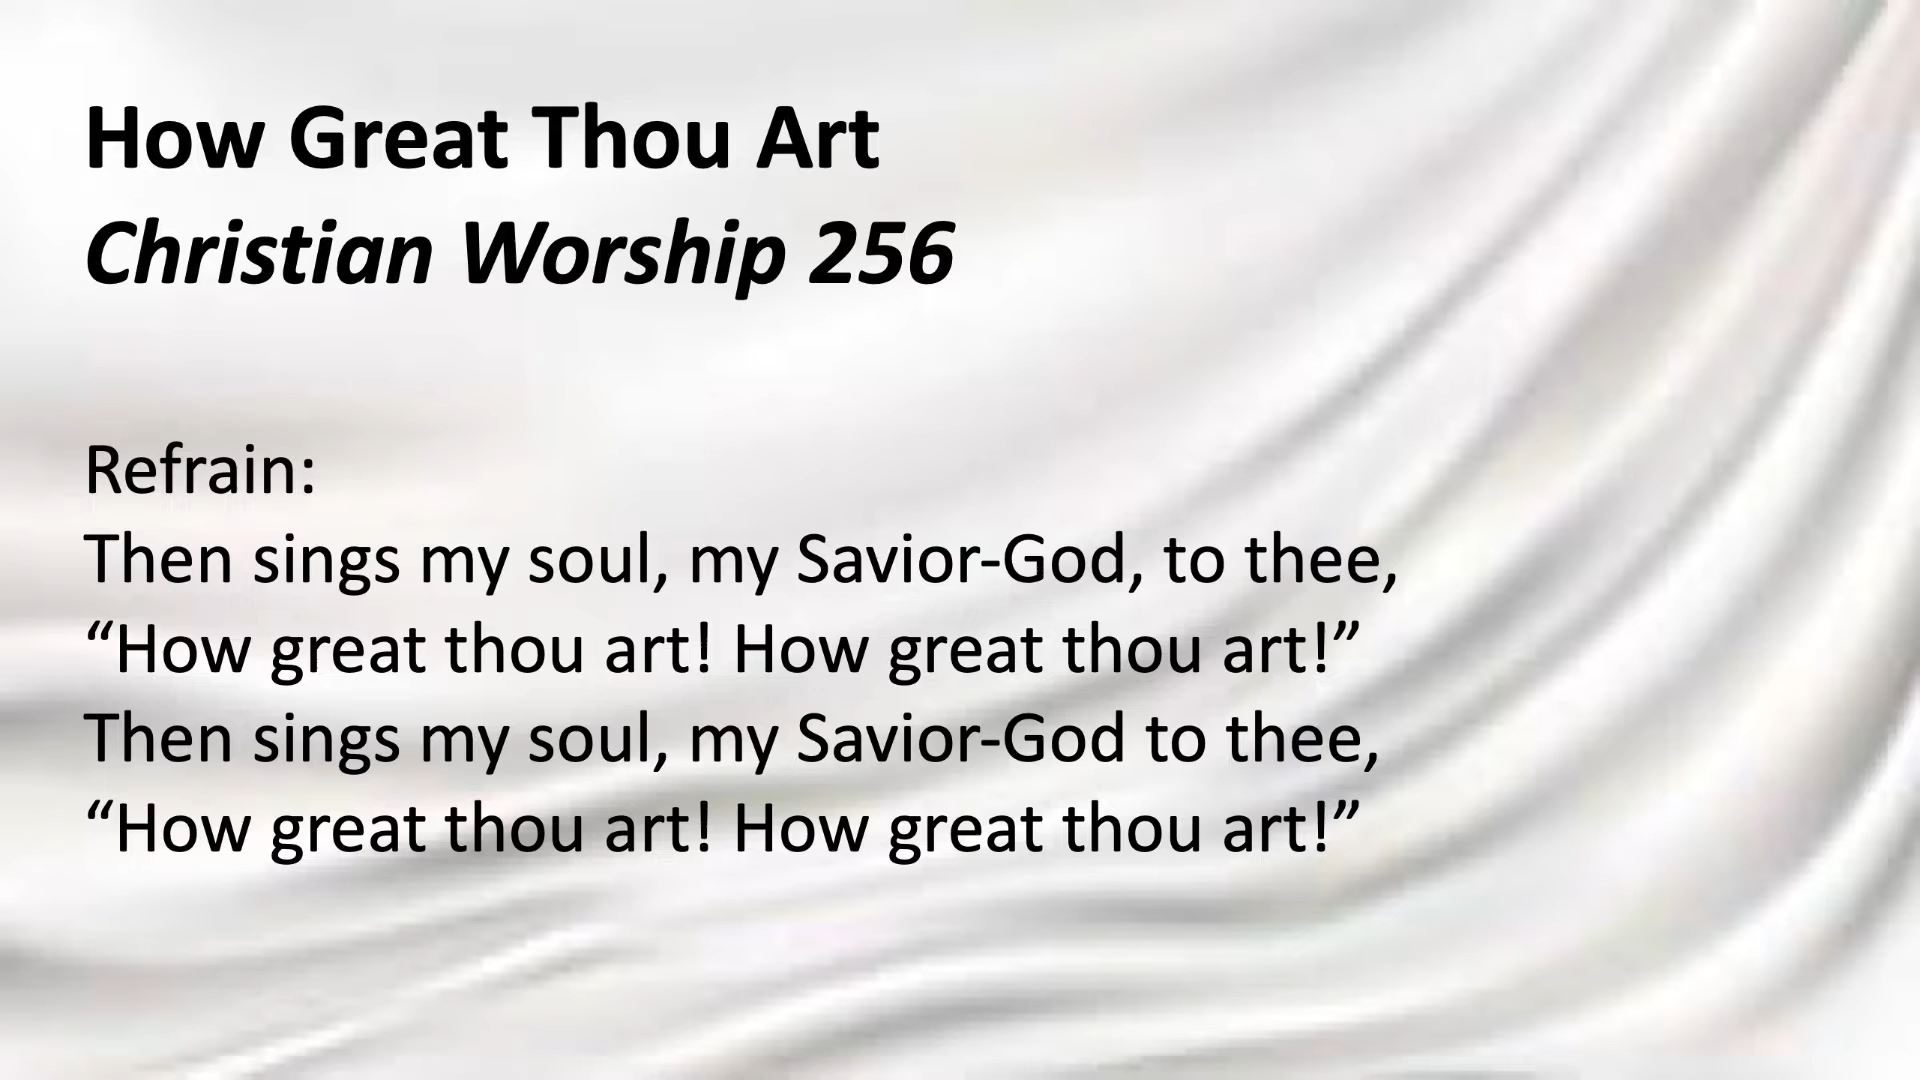 How Great Thou Art
Christian Worship 256
Refrain:
Then sings my soul, my Savior-God, to thee,
“How great thou art! How great thou art!”
Then sings my soul, my Savior-God to thee,
“How great thou art! How great thou art!”